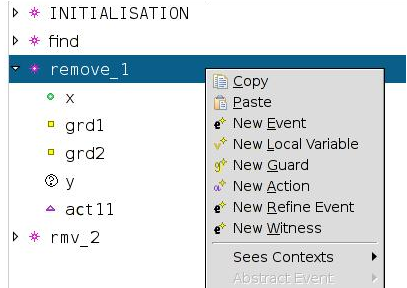 INITIALISATION
find
remove_1
x
grd1
grd2
y
act11
rmv_2
Copy
Paste
New Event
New Local Variable
New Guard
New Action
New Refine Event
New Witness
Sees Contexts
Abstract Event